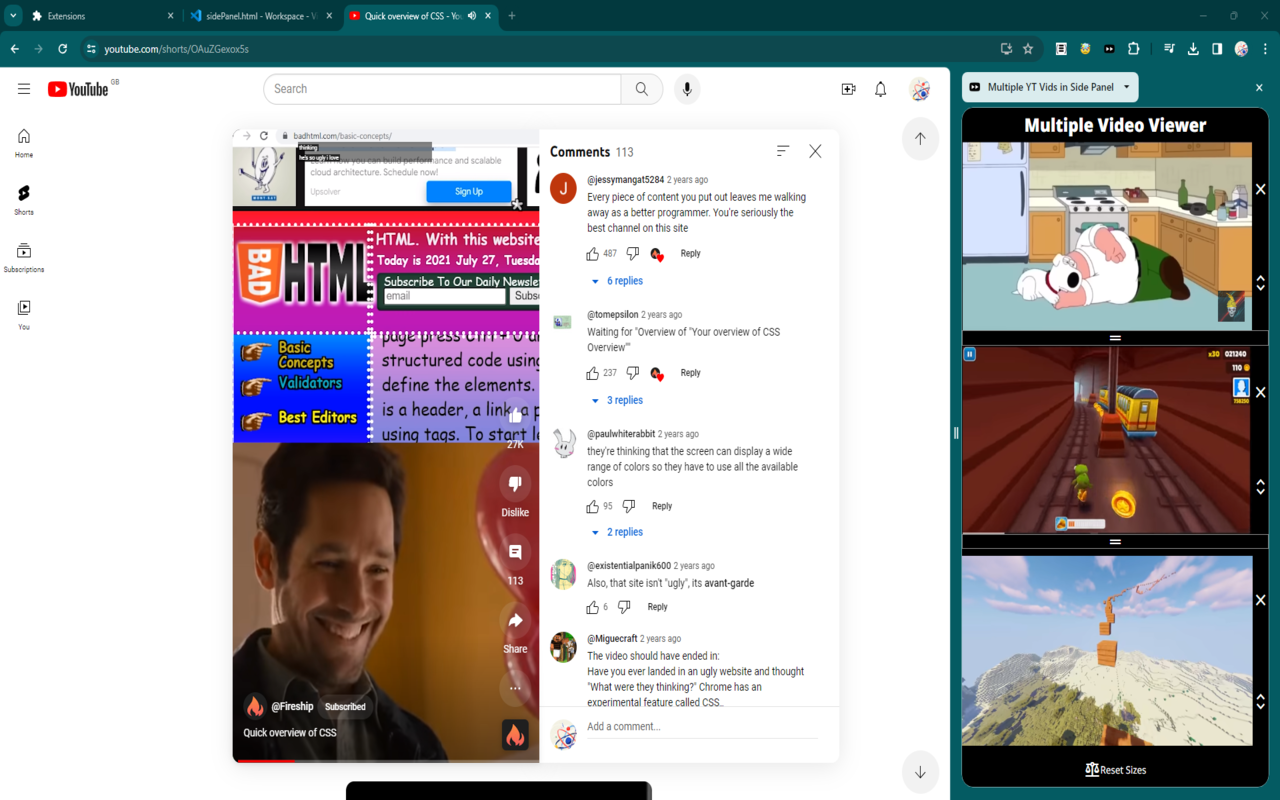 Extensions
sidePanel.html - Workspace - V
Quick overview of CSS - Yo
youtube.com/shorts/OAuZGexox5s
YouTube GB
Search
Home
Shorts
Subscriptions
You
badhtml.com/basic-concepts/
thinking
he's so ugly i love
Learn how you can build performance and scalable
cloud architecture. Schedule now!
Upsolver
Sign Up
BAD HTML
HTML. With this website
Today is 2021 July 27, Tuesda
Subscribe To Our Daily Newsle
email
Subs
Basic
Concepts
Validators
Best Editors
structured code using
define the elements.
is a header, a link, a p
using tags. To start l
27K
Dislike
113
Share
@Fireship
Subscribed
Quick overview of CSS
Comments 113
@jessymangat5284 2 years ago
Every piece of content you put out leaves me walking
away as a better programmer. You're seriously the
best channel on this site
487
Reply
6 replies
@tomepsilon 2 years ago
Waiting for "Overview of "Your overview of CSS
Overview""
237
Reply
3 replies
@paulwhiterabbit 2 years ago
they're thinking that the screen can display a wide
range of colors so they have to use all the available
colors
95
Reply
2 replies
@existentialpanik600 2 years ago
Also, that site isn't "ugly", its avant-garde
6
Reply
@Miguecraft 2 years ago
The video should have ended in:
Have you ever landed in an ugly website and thought
"What were they thinking?" Chrome has an
experimental feature called CSS...
Add a comment...
Multiple YT Vids in Side Panel
Multiple Video Viewer
x30 021240
110
Reset Sizes